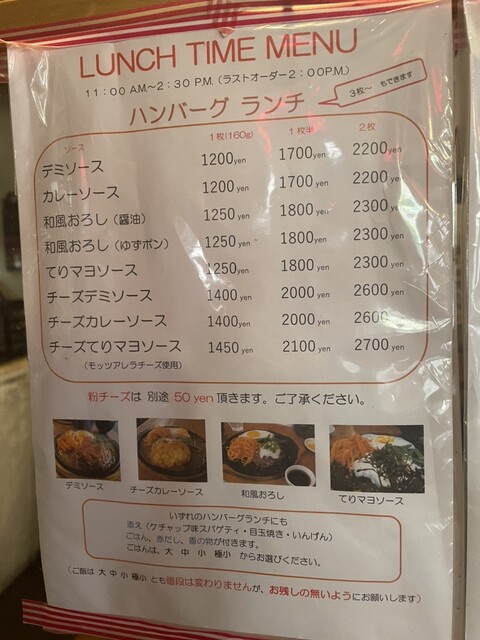 LUNCH TIME MENU
11:00 A.M.～2:30 P.M.（ラストオーダー2:00P.M.）
ハンバーグ ランチ
3枚～ もできます
ソース 1枚(160g) 1枚半 2枚
デミソース 1200yen 1700yen 2200yen
カレーソース 1200yen 1700yen 2200yen
和風おろし（醤油） 1250yen 1800yen 2300yen
和風おろし（ゆずポン） 1250yen 1800yen 2300yen
てりマヨソース 1250yen 1800yen 2300yen
チーズデミソース 1400yen 2000yen 2600yen
チーズカレーソース 1400yen 2000yen 2600yen
チーズてりマヨソース 1450yen 2100yen 2700yen
（モッツアレラチーズ使用）
粉チーズは 別途 50 yen 頂きます。ご了承ください。
デミソース
チーズカレーソース
和風おろし
てりマヨソース
いずれのハンバーグランチにも
添え（ケチャップ味スパゲティ・目玉焼き・いんげん）
ごはん、赤だし、香の物が付きます。
ごはんは、大 中 小 極小 からお選びください。
（ご飯は 大 中 小 極小 とも値段は変わりませんが、お残しの無いようにお願いします）